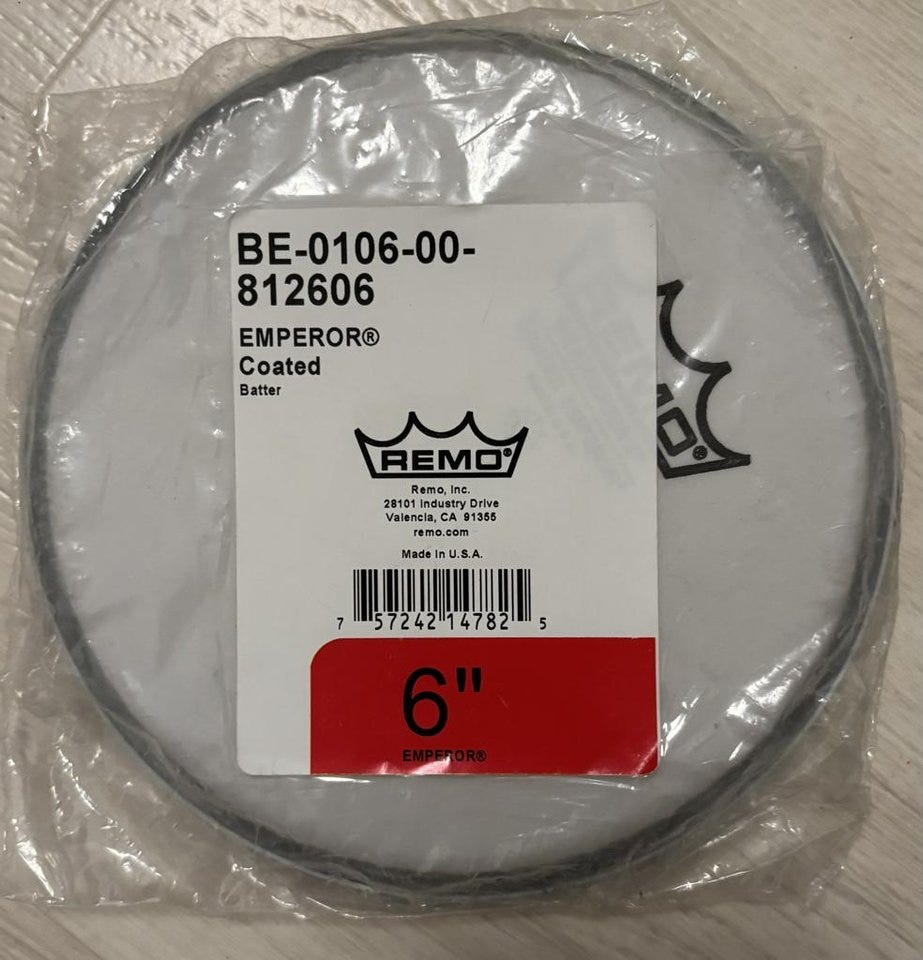 BE-0106-00-
812606
EMPEROR®
Coated
Batter
REMO®
Remo, Inc.
28101 Industry Drive
Valencia, CA 91355
remo.com
Made in U.S.A.
7 57242 14782 5
6"
EMPEROR®
MO®